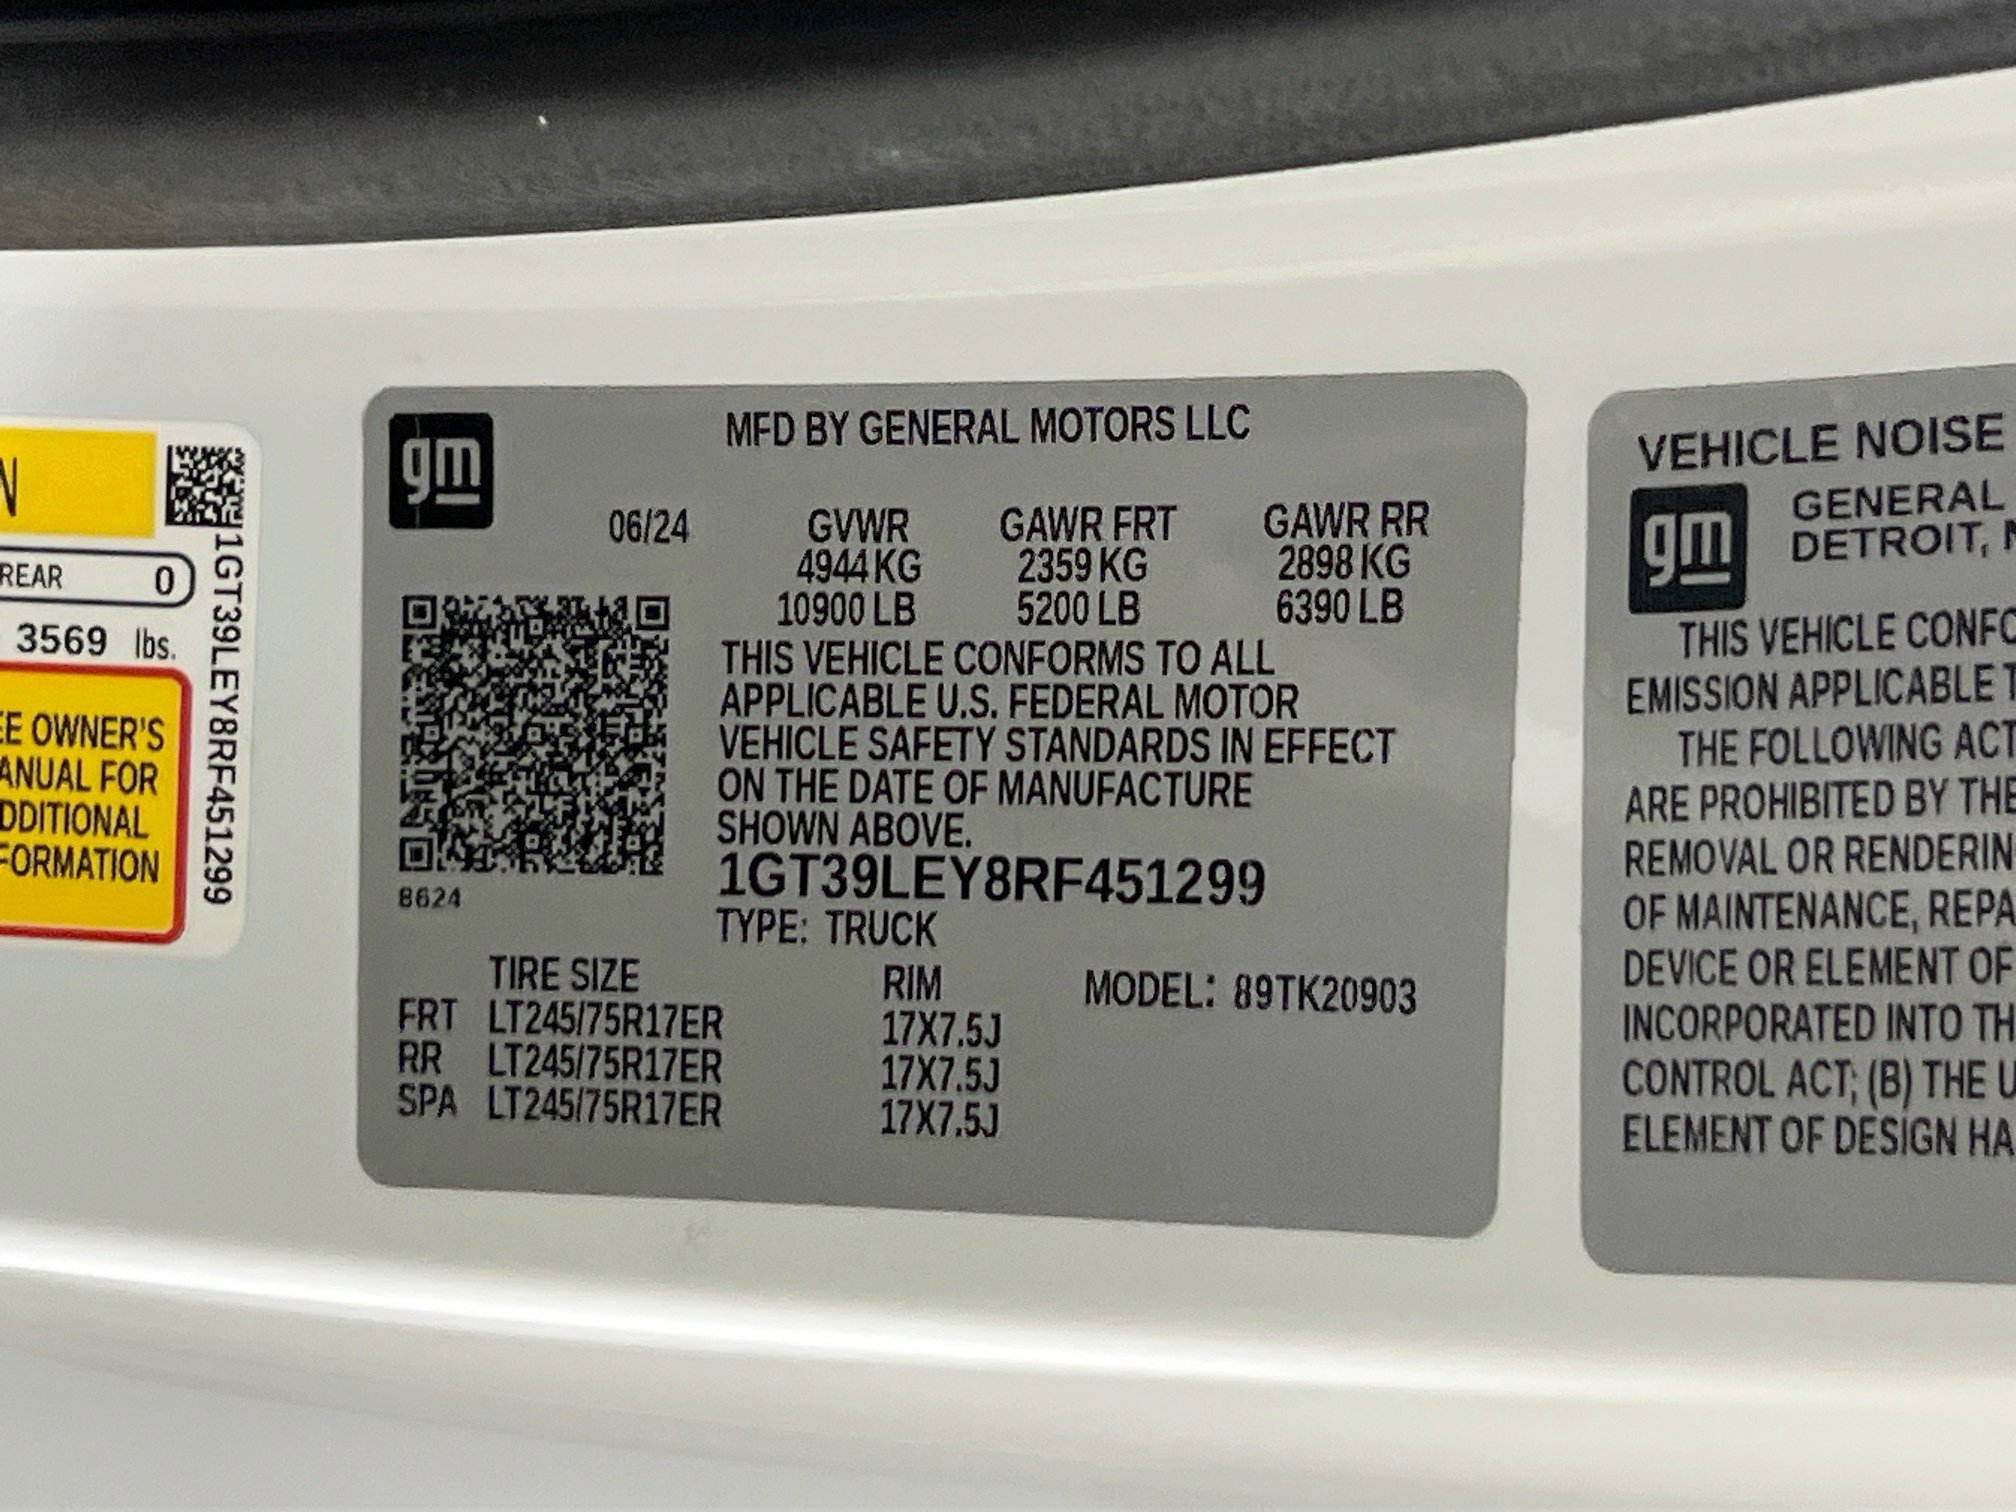 N
REAR 0
3569 lbs.
EE OWNER'S
ANUAL FOR
DDITIONAL
FORMATION
1GT39LEY8RF451299
gm
MFD BY GENERAL MOTORS LLC
06/24 GVWR GAWR FRT GAWR RR
4944 KG 2359 KG 2898 KG
10900 LB 5200 LB 6390 LB
THIS VEHICLE CONFORMS TO ALL
APPLICABLE U.S. FEDERAL MOTOR
VEHICLE SAFETY STANDARDS IN EFFECT
ON THE DATE OF MANUFACTURE
SHOWN ABOVE.
1GT39LEY8RF451299
8624
TYPE: TRUCK
TIRE SIZE RIM MODEL: 89TK20903
FRT LT245/75R17ER 17X7.5J
RR LT245/75R17ER 17X7.5J
SPA LT245/75R17ER 17X7.5J
VEHICLE NOISE
gm
GENERAL
DETROIT,
THIS VEHICLE CONFO
EMISSION APPLICABLE T
THE FOLLOWING ACT
ARE PROHIBITED BY THE
REMOVAL OR RENDERIN
OF MAINTENANCE, REPA
DEVICE OR ELEMENT OF
INCORPORATED INTO TH
CONTROL ACT; (B) THE U
ELEMENT OF DESIGN HA